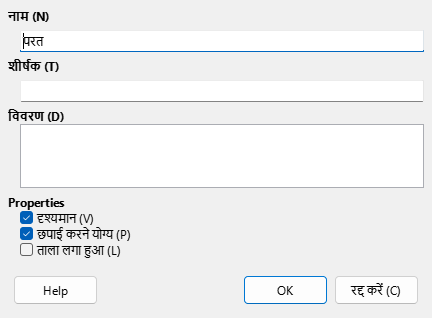 नाम (N)
परत
शीर्षक (T)
विवरण (D)
Properties
दृश्यमान (V)
छपाई करने योग्य (P)
ताला लगा हुआ (L)
Help
OK
रद्द करें (C)